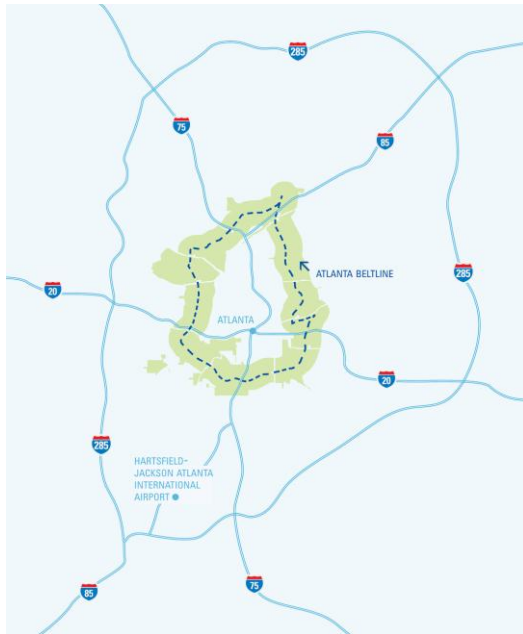 285
75
85
ATLANTA BELTLINE
285
20
ATLANTA
20
285
HARTSFIELD-
JACKSON ATLANTA
INTERNATIONAL
AIRPORT
85
75